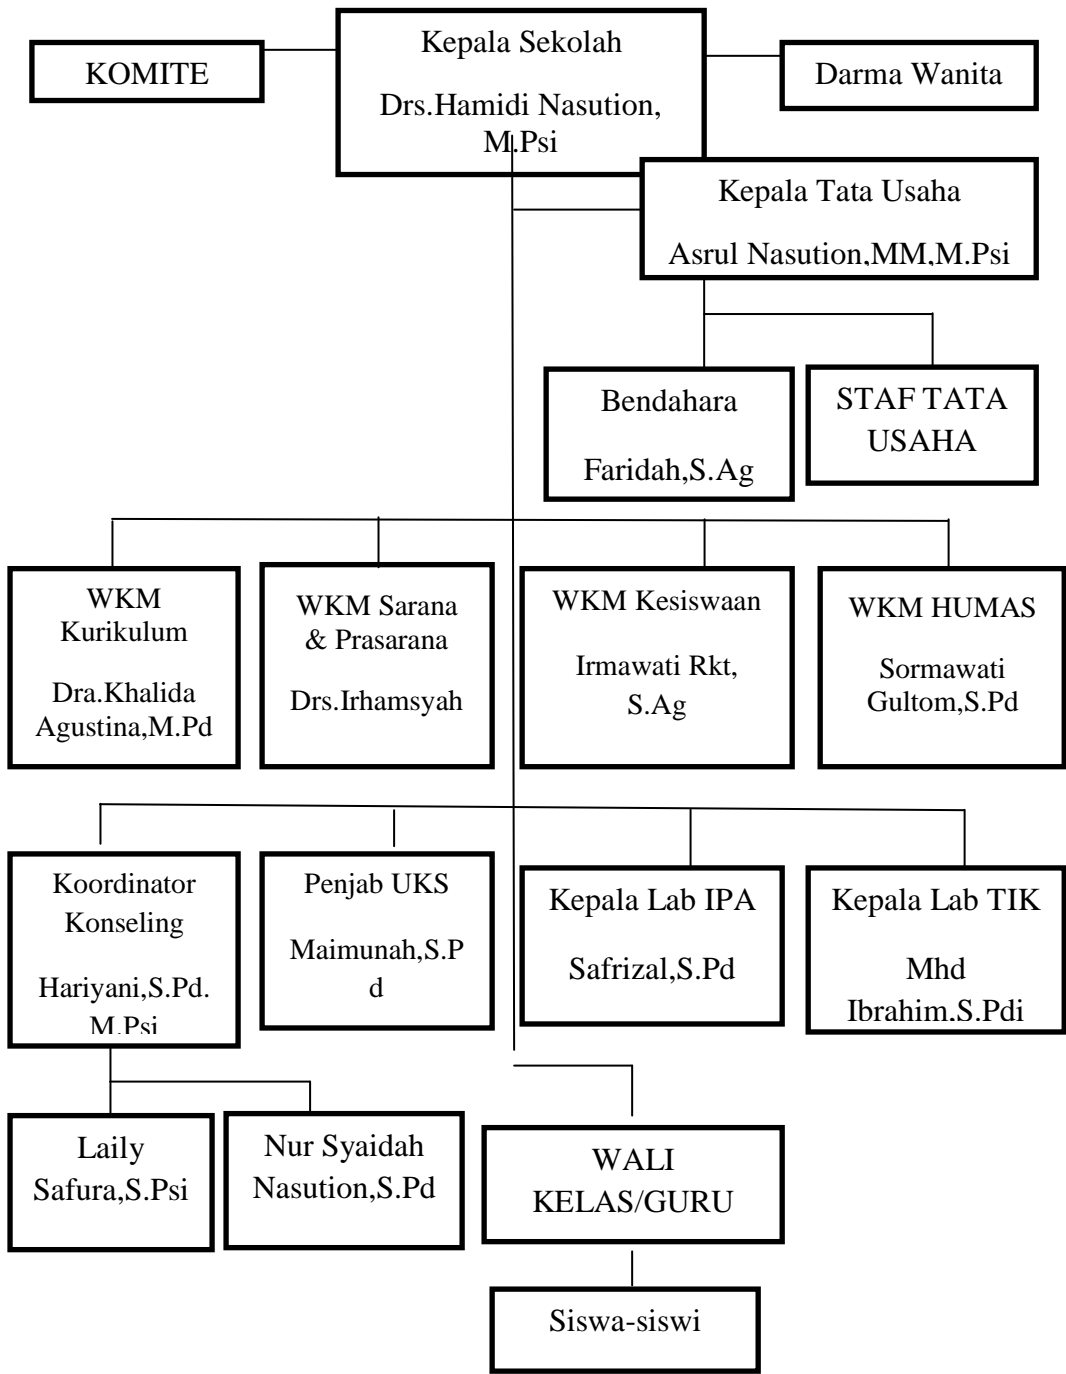 Kepala Sekolah
Drs.Hamidi Nasution,
M.Psi
KOMITE
Darma Wanita
Kepala Tata Usaha
Asrul Nasution,MM,M.Psi
Bendahara
Faridah,S.Ag
STAF TATA
USAHA
WKM
Kurikulum
Dra.Khalida
Agustina,M.Pd
WKM Sarana
& Prasarana
Drs.Irhamsyah
WKM Kesiswaan
Irmawati Rkt,
S.Ag
WKM HUMAS
Sormawati
Gultom,S.Pd
Koordinator
Konseling
Hariyani,S.Pd.
M.Psi
Penjab UKS
Maimunah,S.P
d
Kepala Lab IPA
Safrizal,S.Pd
Kepala Lab TIK
Mhd
Ibrahim.S.Pdi
Laily
Safura,S.Psi
Nur Syaidah
Nasution,S.Pd
WALI
KELAS/GURU
Siswa-siswi